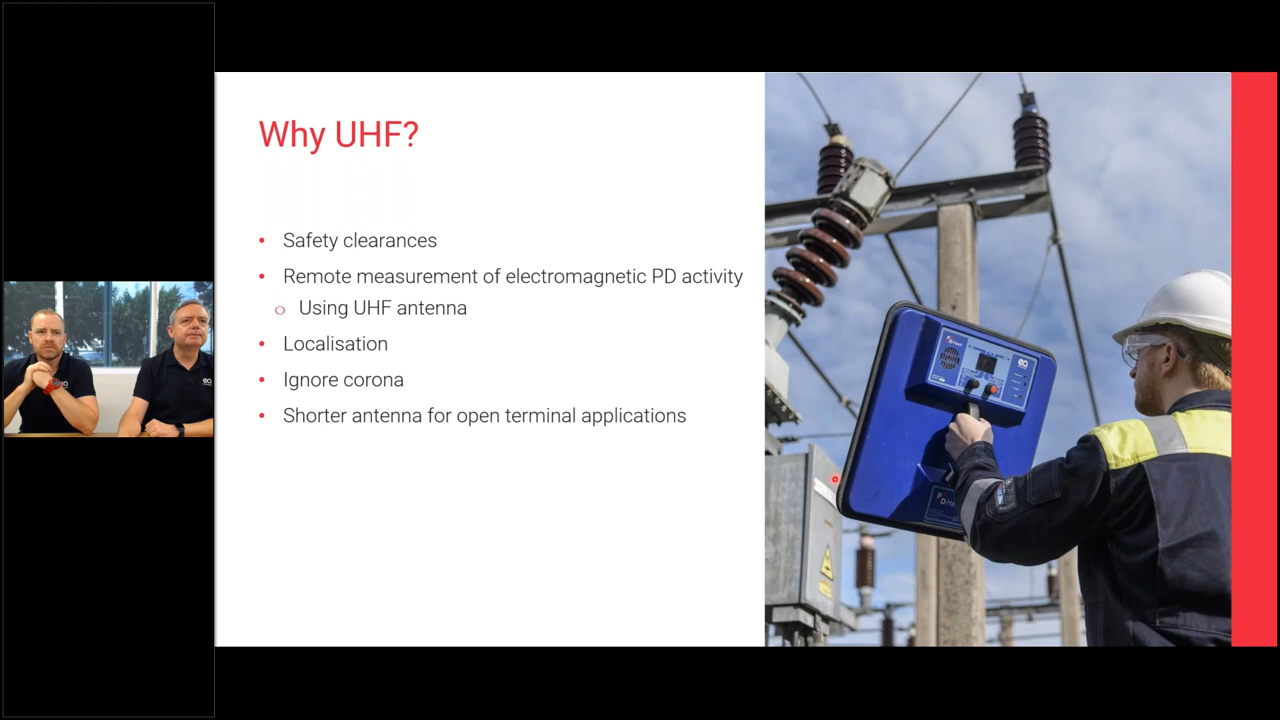 Why UHF?
• Safety clearances
• Remote measurement of electromagnetic PD activity
o Using UHF antenna
• Localisation
• Ignore corona
• Shorter antenna for open terminal applications
ea